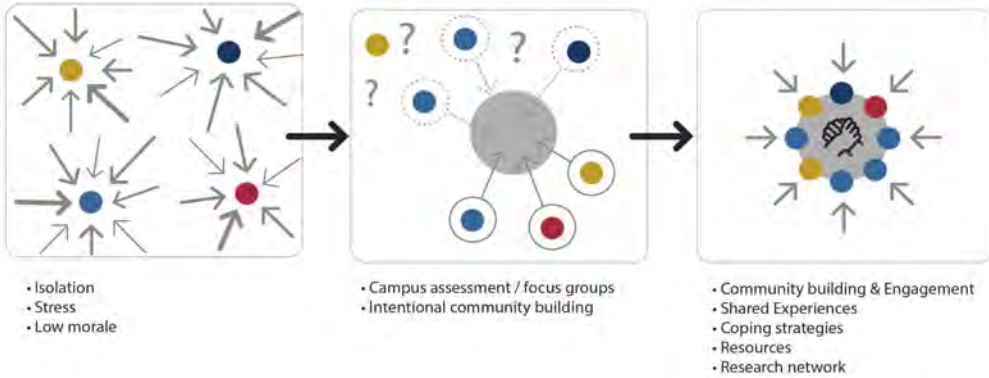 ?
?
?
• Isolation
• Stress
• Low morale
• Campus assessment / focus groups
• Intentional community building
• Community building & Engagement
• Shared Experiences
• Coping strategies
• Resources
• Research network